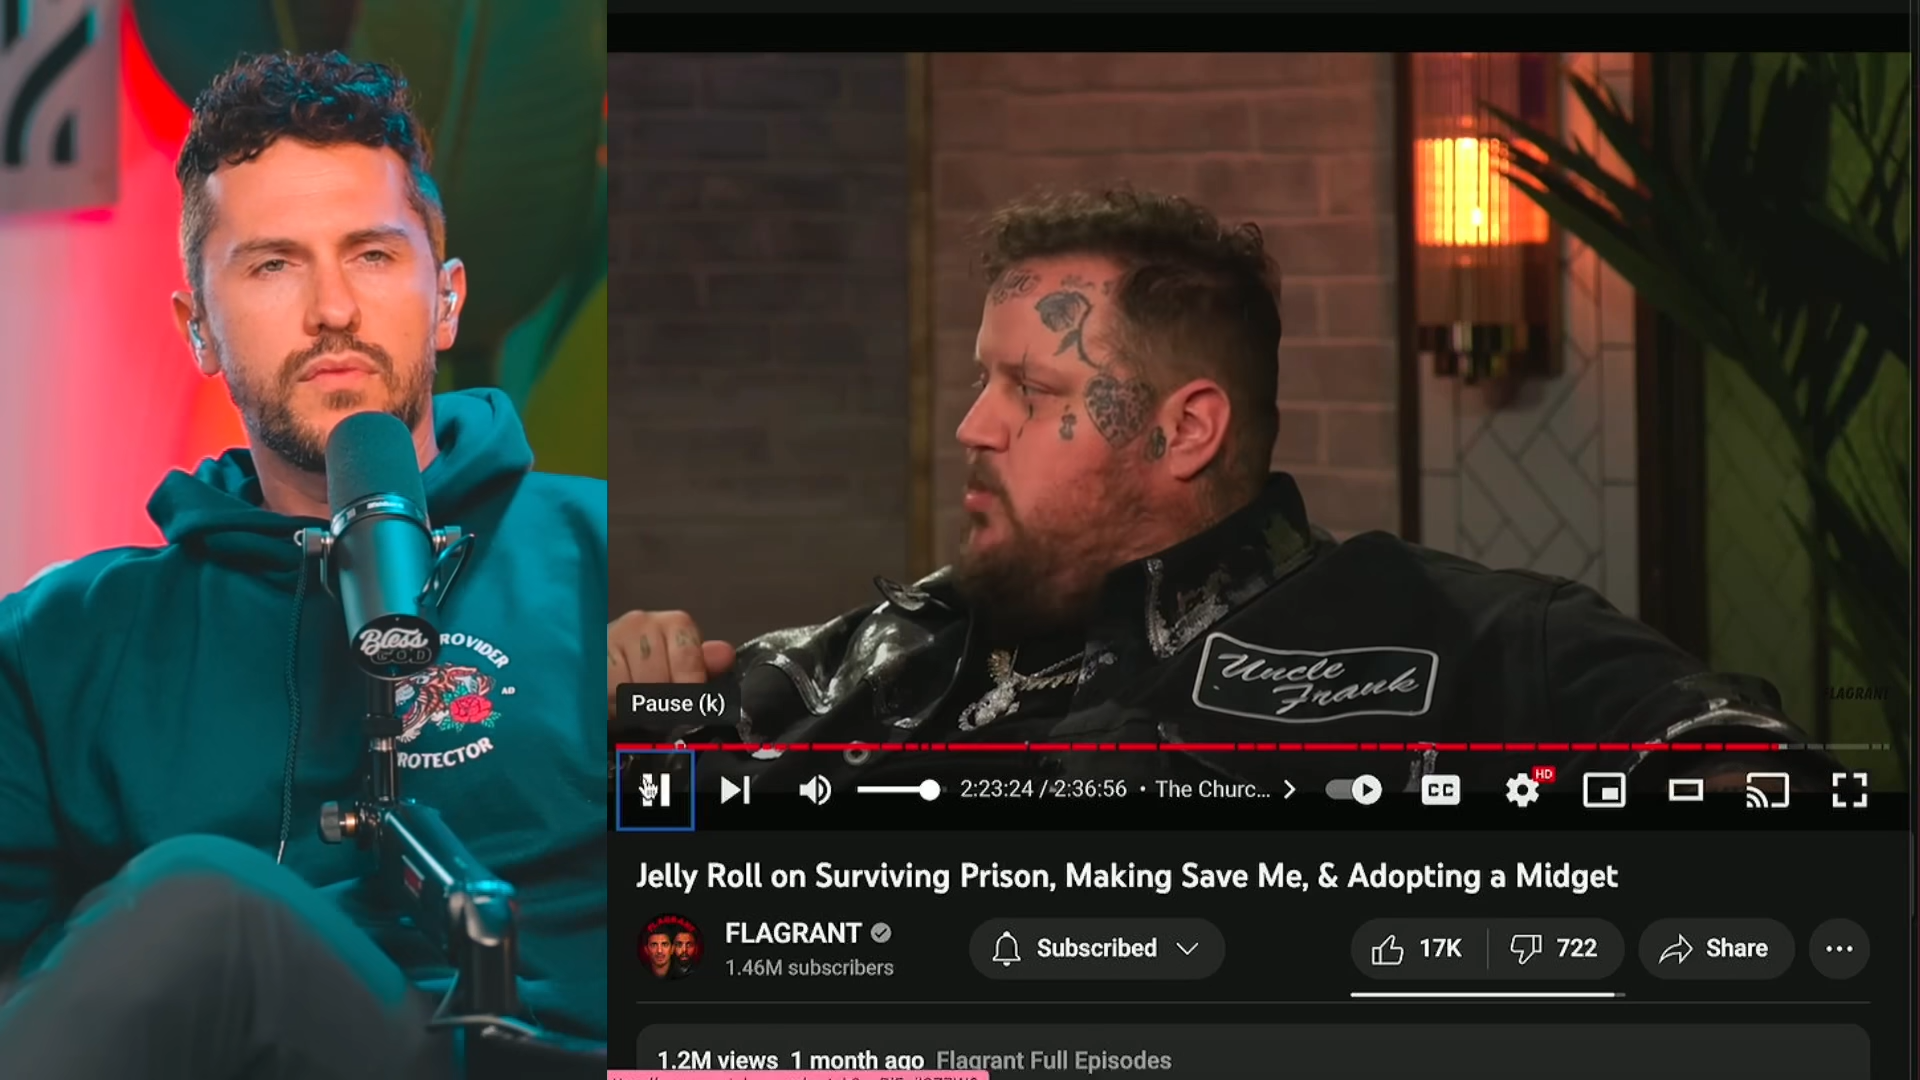 Bless
GOD
PROVIDER
PROTECTOR
AD
Uncle
Frank
FLAGRANT
Pause (k)
2:23:24 / 2:36:56 • The Churc...
CC
HD
Jelly Roll on Surviving Prison, Making Save Me, & Adopting a Midget
FLAGRANT
1.46M subscribers
Subscribed
17K
722
Share
1.2M views 1 month ago Flagrant Full Episodes